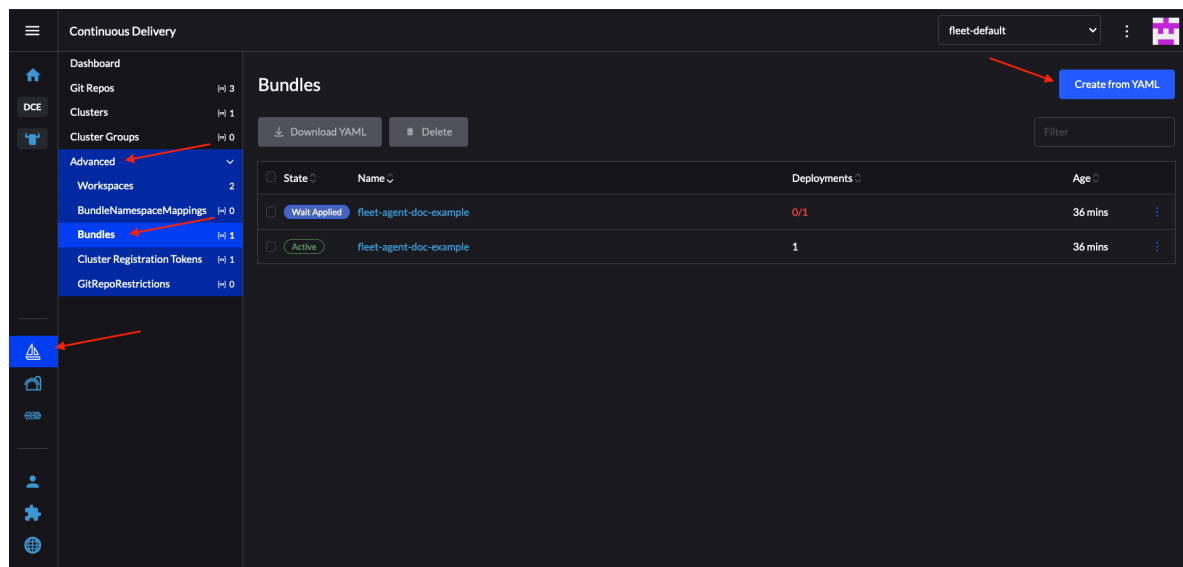 Continuous Delivery
fleet-default
DCE
Dashboard
Git Repos 3
Clusters 1
Cluster Groups 0
Advanced
Workspaces 2
BundleNamespaceMappings 0
Bundles 1
Cluster Registration Tokens 1
GitRepoRestrictions 0
Bundles
Create from YAML
Download YAML Delete
Filter
State Name Deployments Age
Wait Applied fleet-agent-doc-example 0/1 36 mins
Active fleet-agent-doc-example 1 36 mins